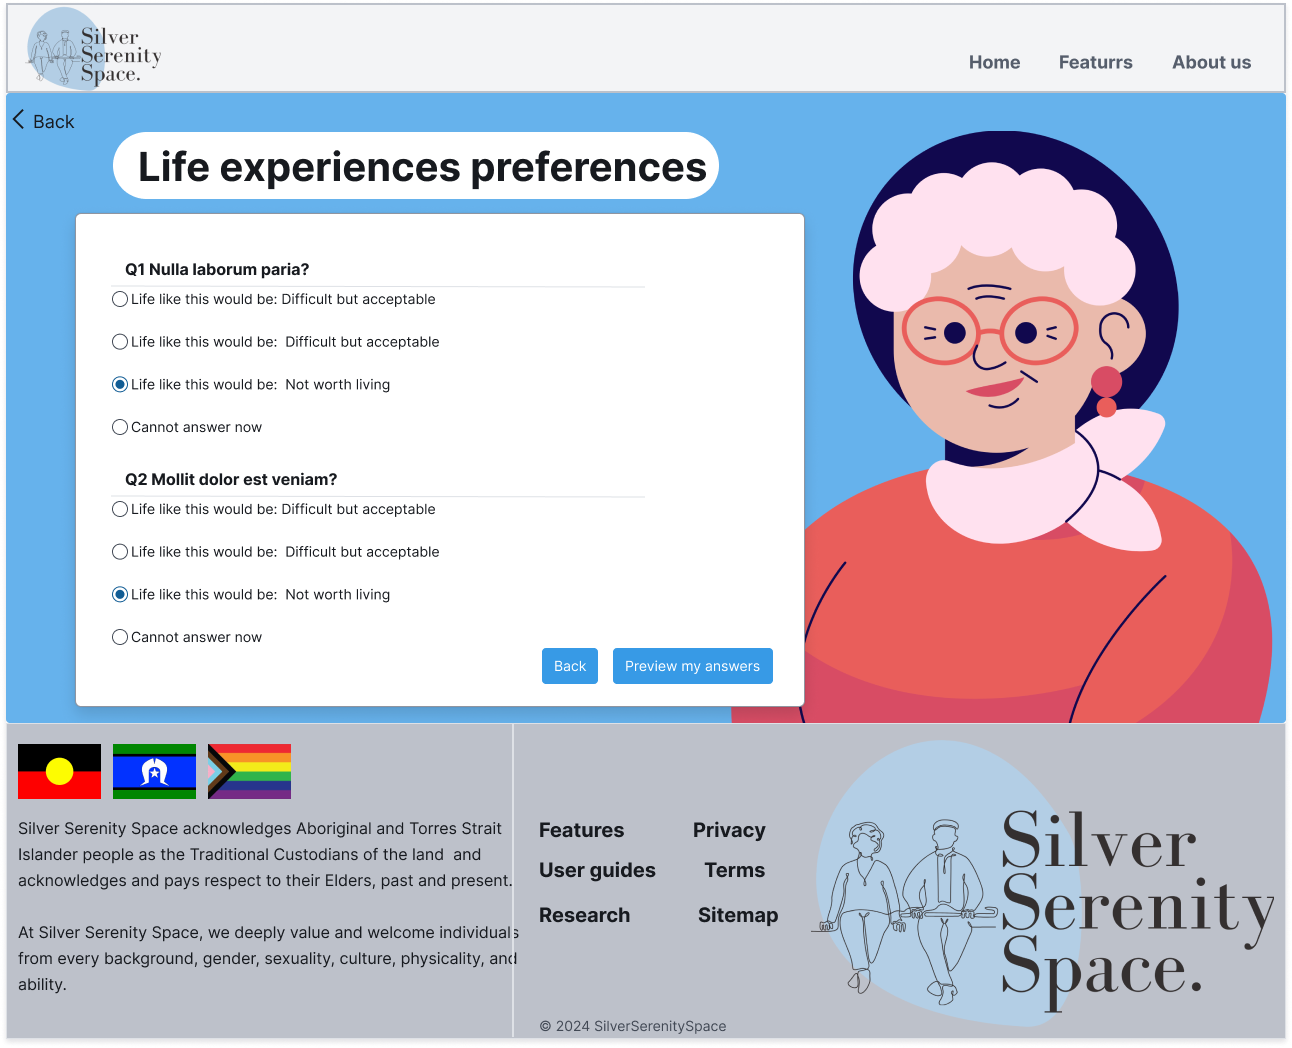 Silver
Serenity
Space.
Home Featurrs About us
Back
Life experiences preferences
Q1 Nulla laborum paria?
Life like this would be: Difficult but acceptable
Life like this would be: Difficult but acceptable
Life like this would be: Not worth living
Cannot answer now
Q2 Mollit dolor est veniam?
Life like this would be: Difficult but acceptable
Life like this would be: Difficult but acceptable
Life like this would be: Not worth living
Cannot answer now
Back Preview my answers
Silver Serenity Space acknowledges Aboriginal and Torres Strait
Islander people as the Traditional Custodians of the land and
acknowledges and pays respect to their Elders, past and present.
At Silver Serenity Space, we deeply value and welcome individuals
from every background, gender, sexuality, culture, physicality, and
ability.
Features Privacy
User guides Terms
Research Sitemap
© 2024 SilverSerenitySpace
Silver
Serenity
Space.